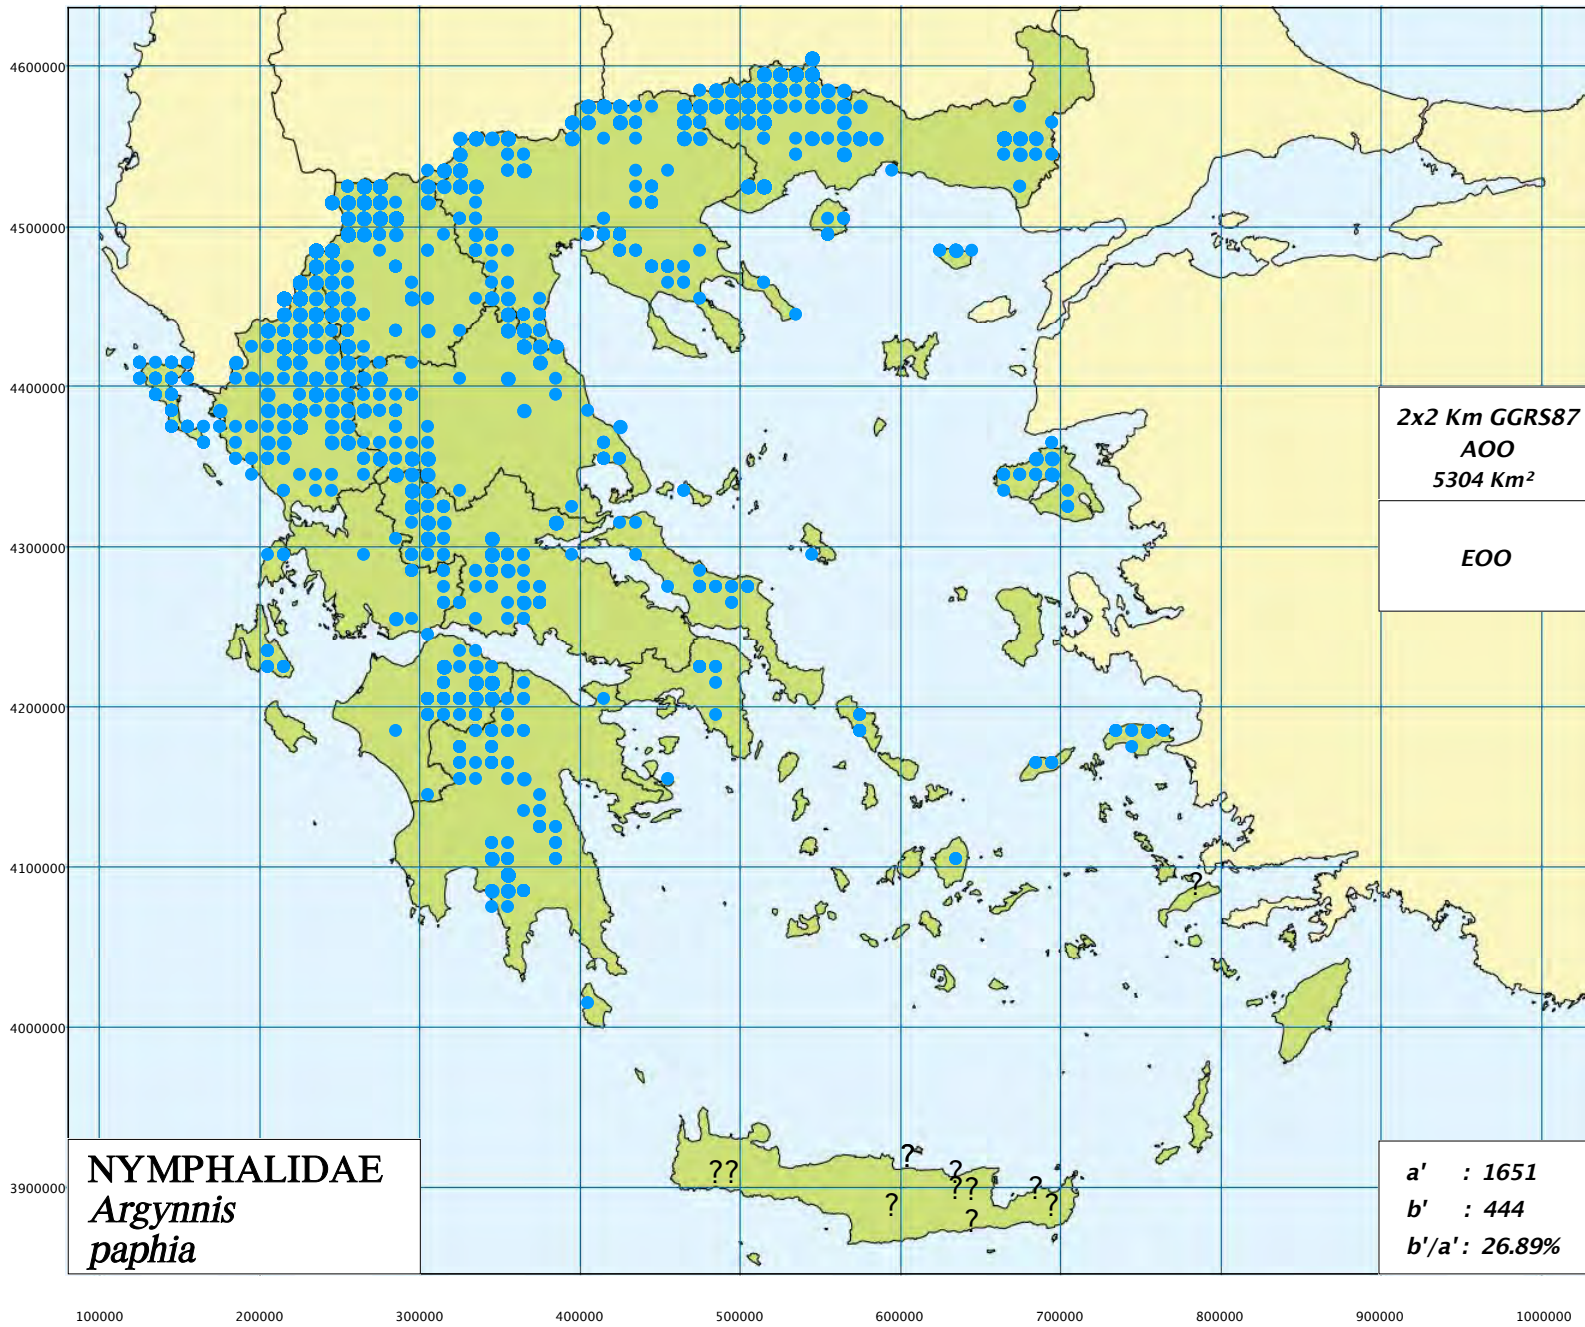 4600000
4500000
4400000
4300000
4200000
4100000
4000000
3900000
2x2 Km GGRS87
AOO
5304 Km²
EOO
?
? ? ? ?
? ? ? ?
? ? ?
NYMPHALIDAE
Argynnis
paphia
a' : 1651
b' : 444
b'/a' : 26.89%
100000 200000 300000 400000 500000 600000 700000 800000 900000 1000000